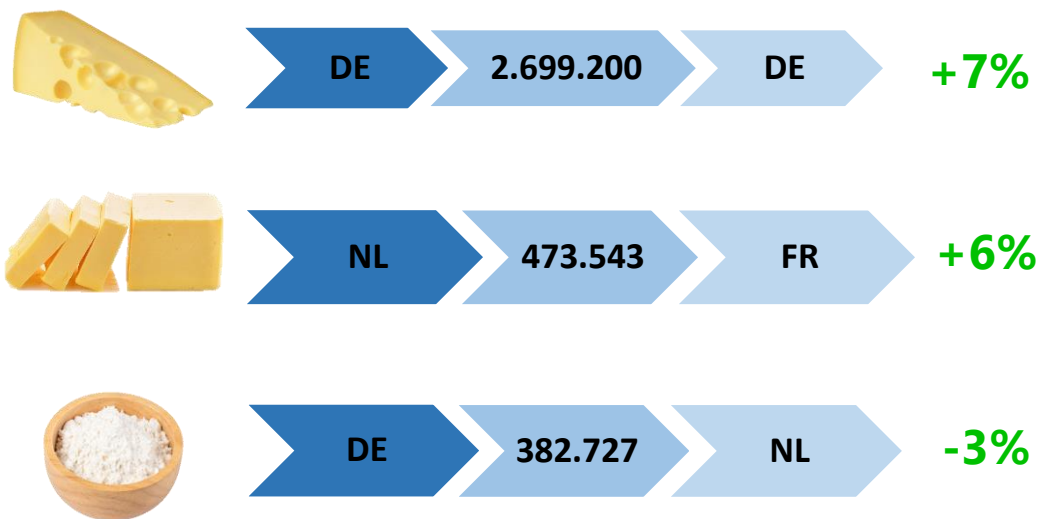 DE 2.699.200 DE +7%
NL 473.543 FR +6%
DE 382.727 NL -3%